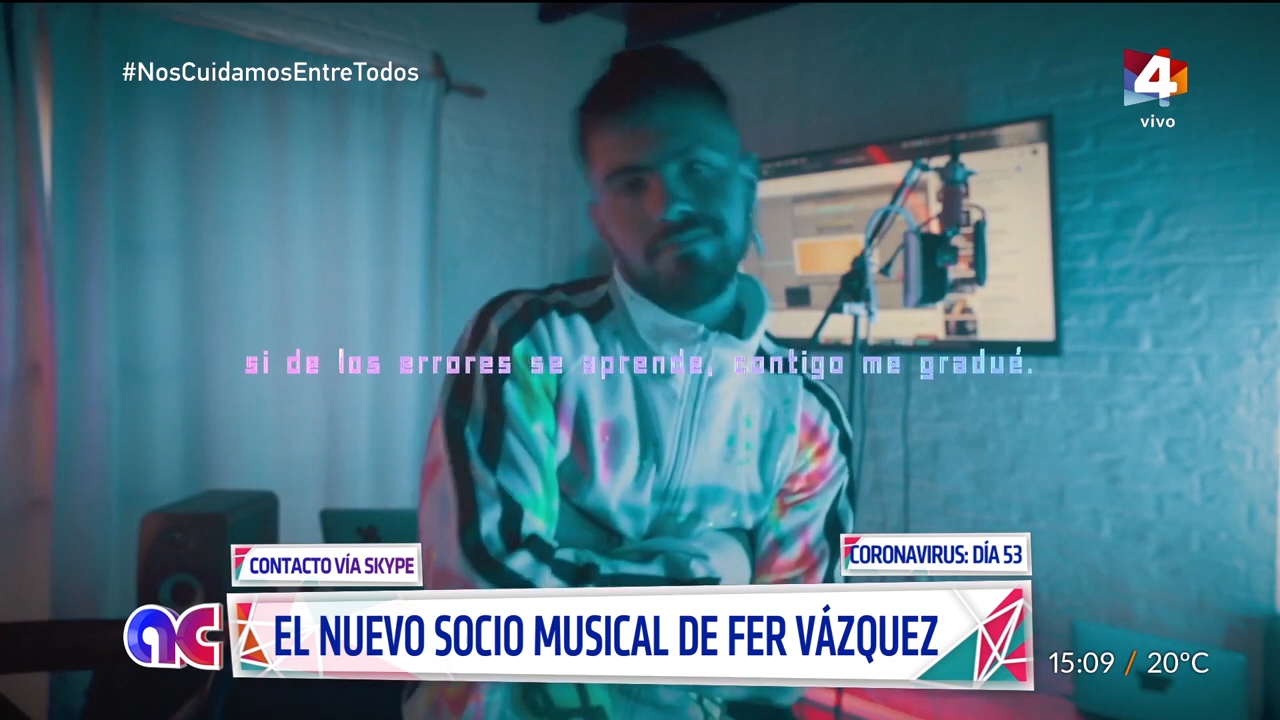 #NosCuidamosEntreTodos
4
vivo
si de los errores se aprende, contigo me gradué.
CONTACTO VÍA SKYPE
CORONAVIRUS: DÍA 53
ac
EL NUEVO SOCIO MUSICAL DE FER VÁZQUEZ
15:09 / 20°C